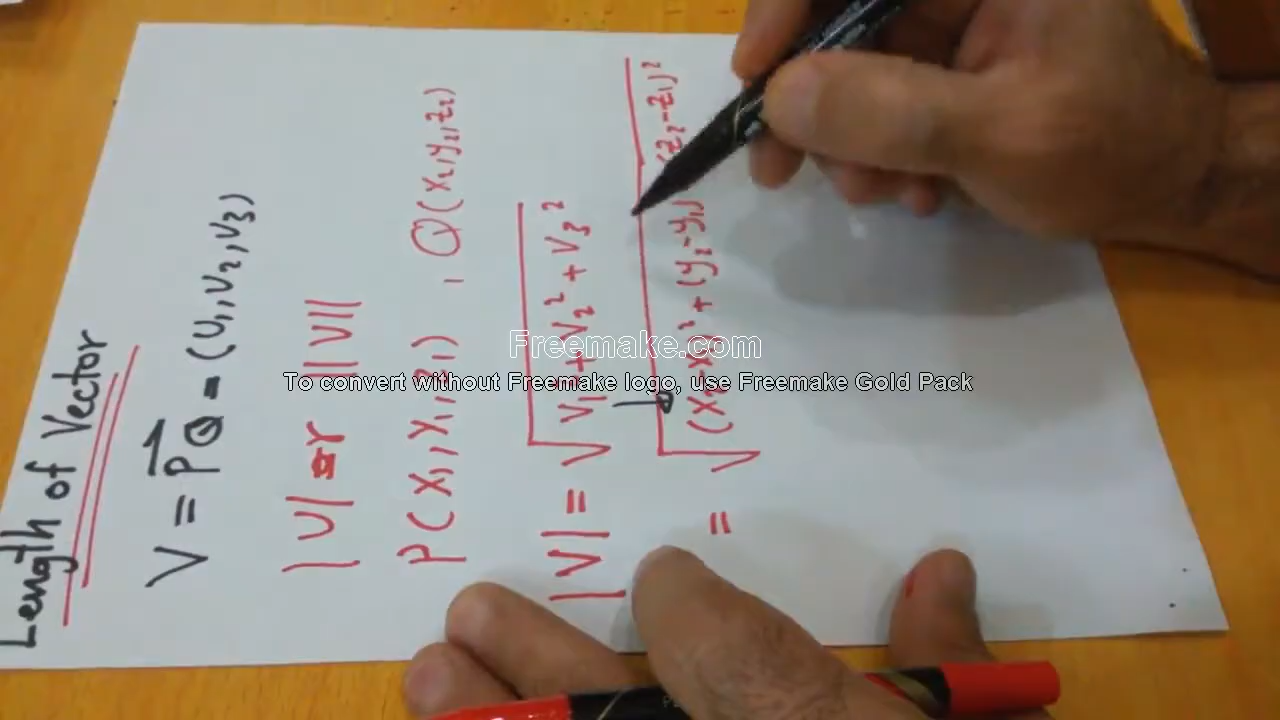 Length of Vector
V = PQ = (v₁, v₂, v₃)
|V| or ||V||
P(x₁, y₁, z₁) , Q(x₂, y₂, z₂)
|V| = √v₁² + v₂² + v₃²
= √(x₂-x₁)² + (y₂-y₁) (z₂-z₁)²
Freemake.com
To convert without Freemake logo, use Freemake Gold Pack